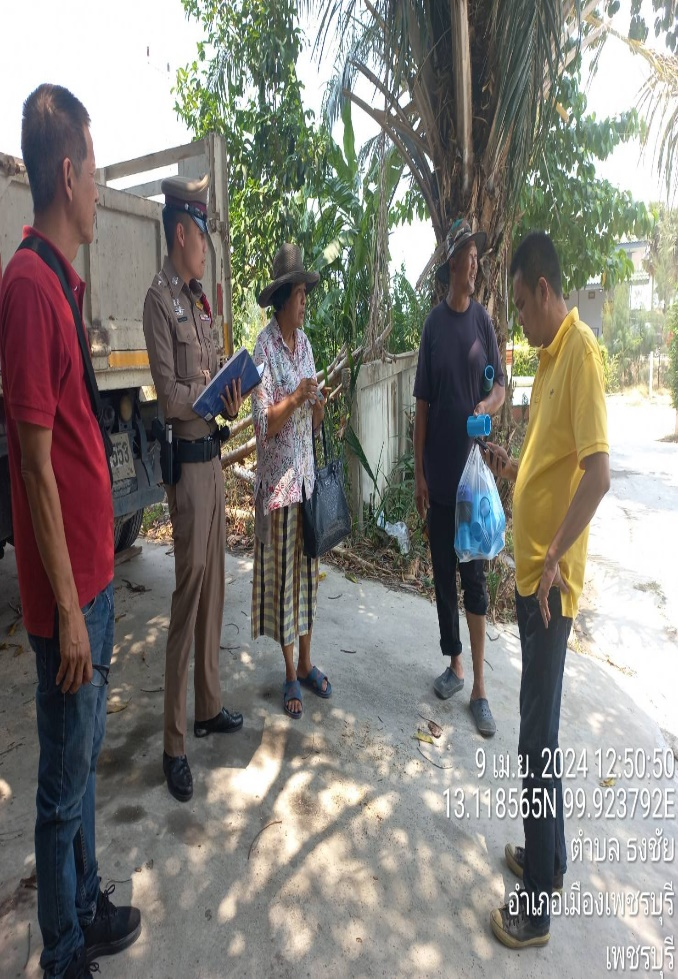 353
9 เม.ย. 2024 12:50:50
13.118565N 99.923792E
ตำบล ธงชัย
อำเภอเมืองเพชรบุรี
เพชรบุรี